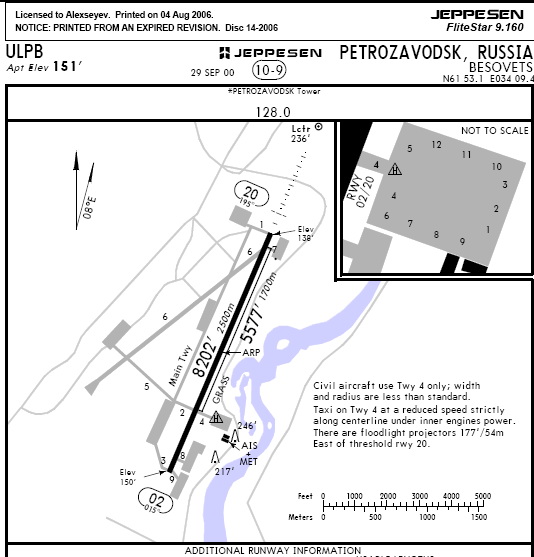 Licensed to Alexseyev. Printed on 04 Aug 2006.
NOTICE: PRINTED FROM AN EXPIRED REVISION. Disc 14-2006
JEPPESEN
FliteStar 9.160
ULPB
Apt Elev 151'
JEPPESEN
29 SEP 00
10-9
PETROZAVODSK, RUSSIA
BESOVETS
N61 53.1 E034 09.4
*PETROZAVODSK Tower
128.0
Lctr
236'
08°E
20
195°
1
Elev
138'
6
7
6
8202' 2500m
5577' 1700m
Main Twy
ARP
GRASS
5
2
4
H
246'
AIS
+
MET
217'
3
8
9
Elev
150'
02
015°
NOT TO SCALE
RWY
02/20
4
H
5
12
11
10
3
4
2
6
7
8
9
1
Civil aircraft use Twy 4 only; width
and radius are less than standard.
Taxi on Twy 4 at a reduced speed strictly
along centerline under inner engines power.
There are floodlight projectors 177'/54m
East of threshold rwy 20.
Feet 0 1000 2000 3000 4000 5000
Meters 0 500 1000 1500
ADDITIONAL RUNWAY INFORMATION